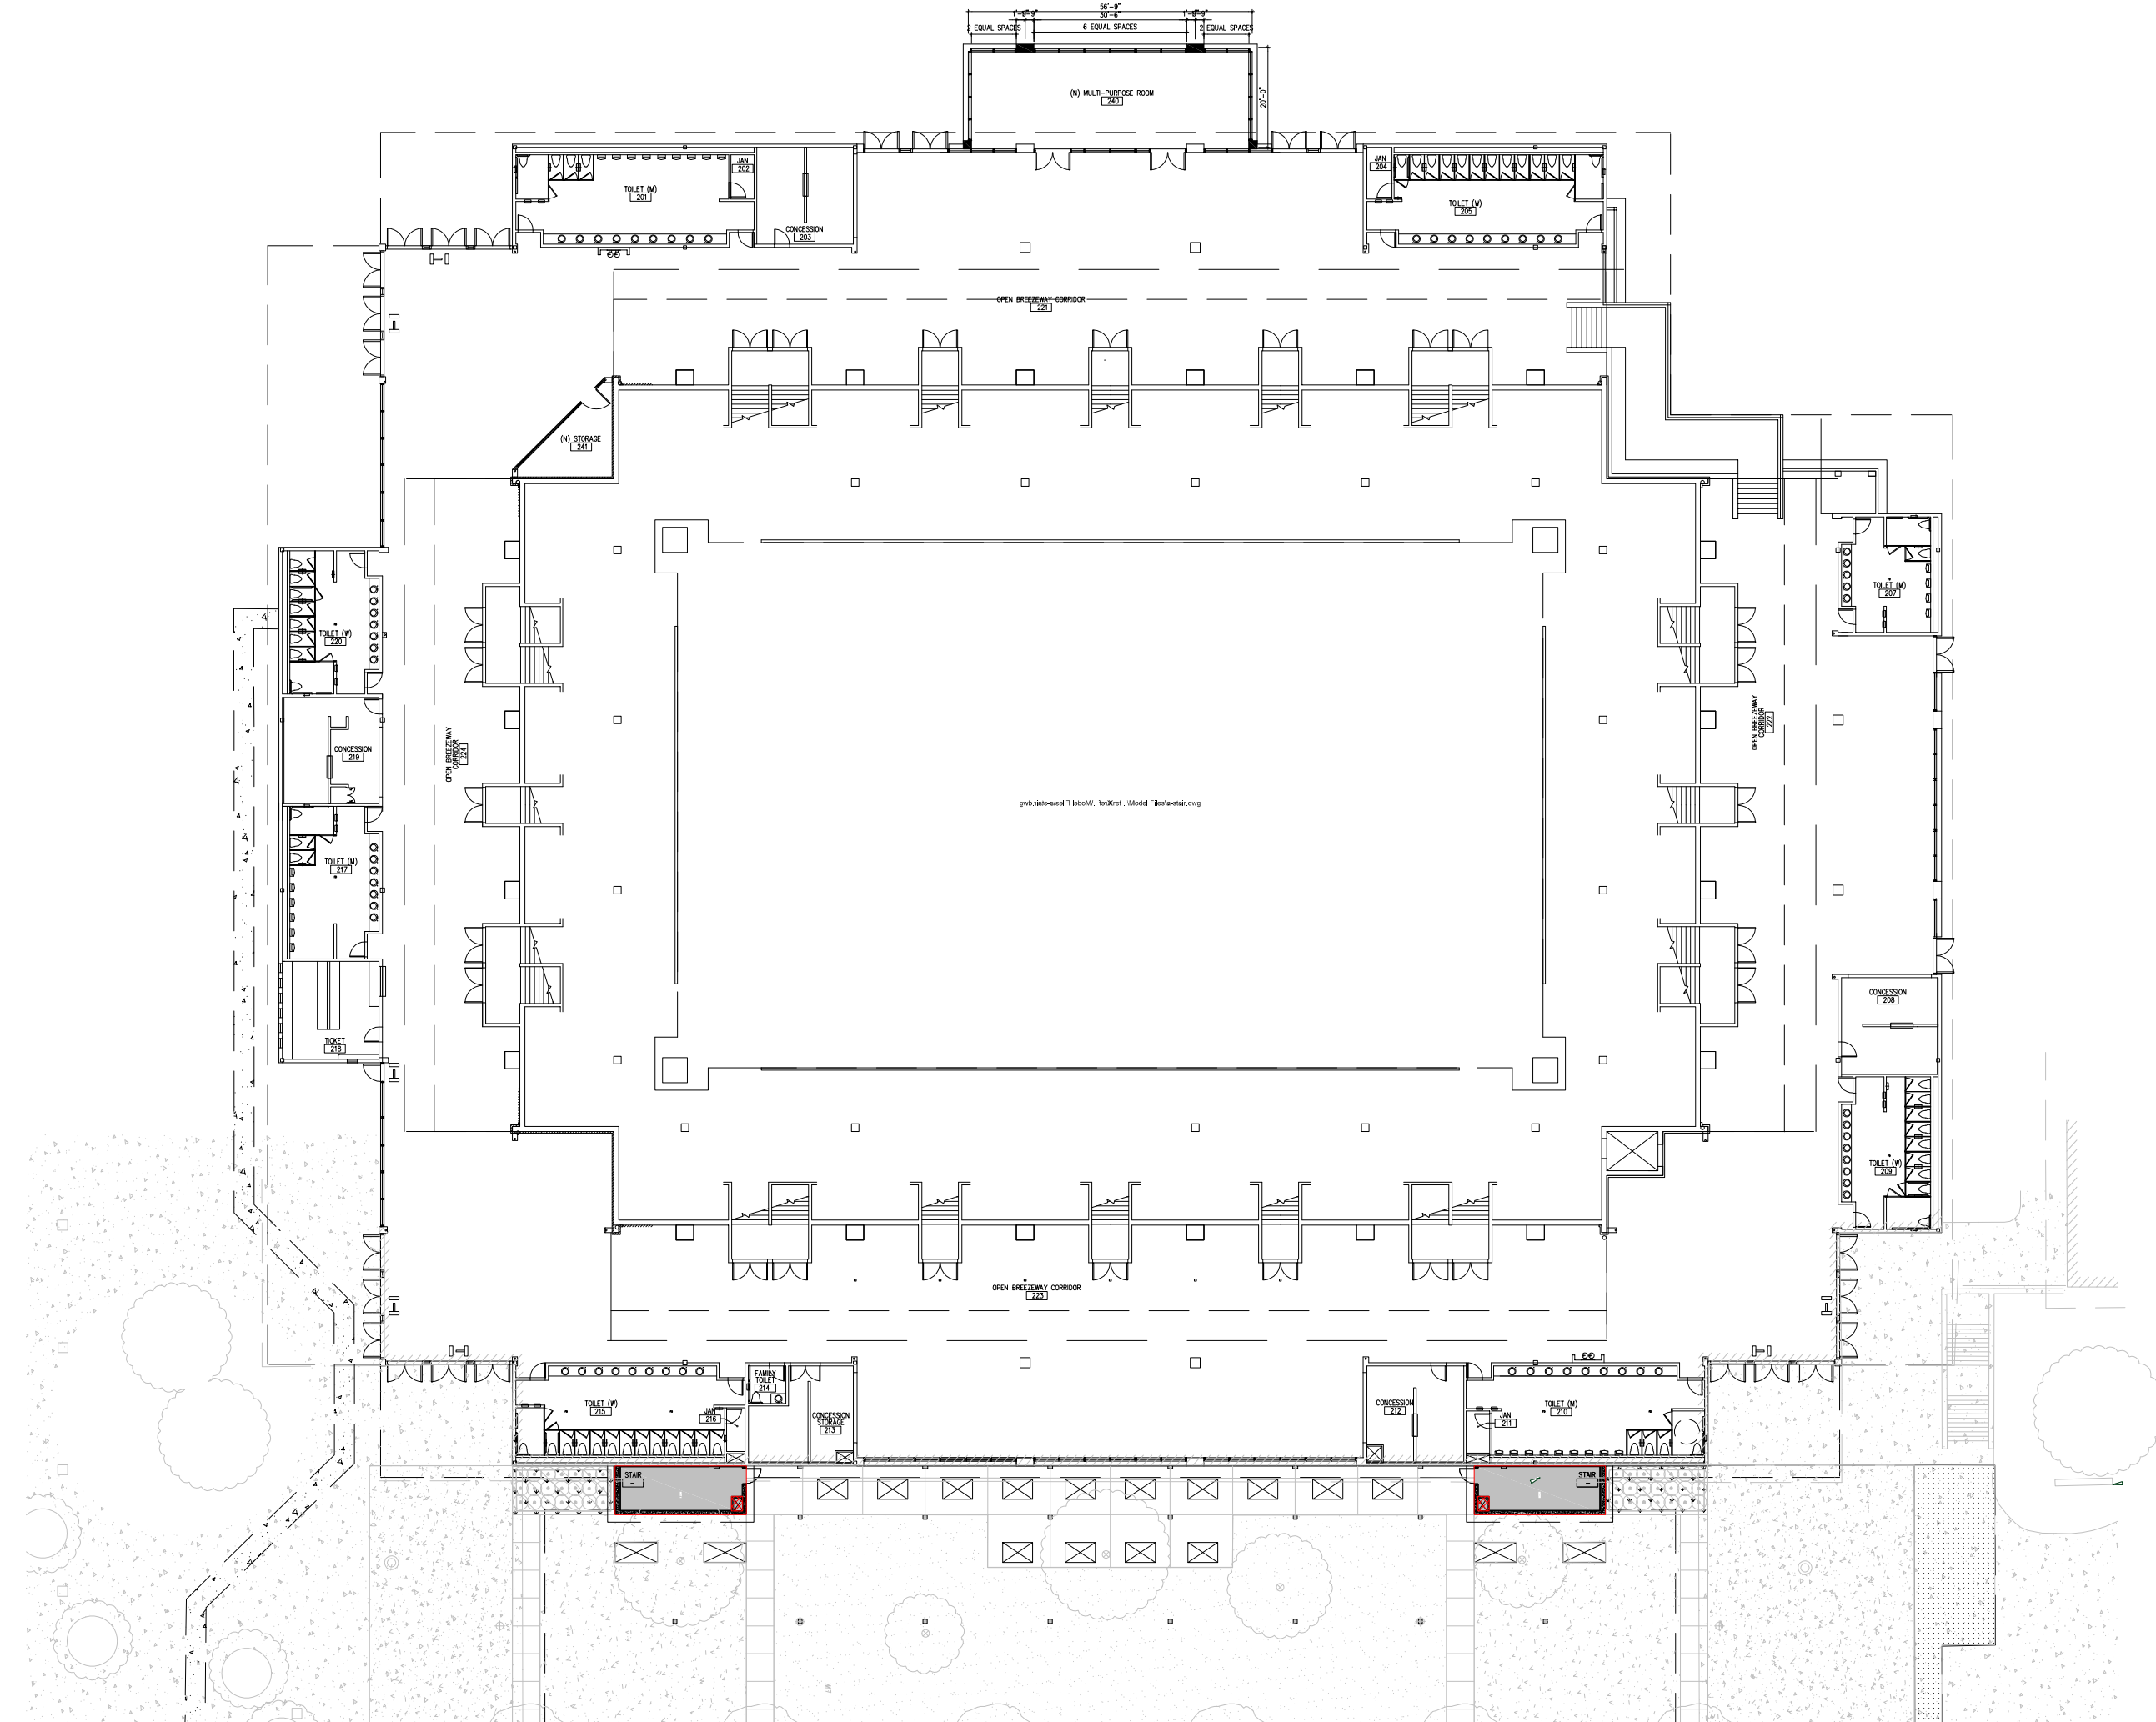 56'-9"
30'-6"
2 EQUAL SPACES
6 EQUAL SPACES
2 EQUAL SPACES
20'-0"
(N) MULTI-PURPOSE ROOM
240
JAN
202
TOILET (M)
201
CONCESSION
203
JAN
204
TOILET (W)
205
OPEN BREEZEWAY CORRIDOR
221
(N) STORAGE
241
TOILET (M)
207
TOILET (W)
220
OPEN BREEZEWAY
CORRIDOR
224
OPEN BREEZEWAY
CORRIDOR
222
CONCESSION
219
TOILET (M)
217
CONCESSION
208
TICKET
218
TOILET (W)
209
OPEN BREEZEWAY CORRIDOR
223
FAMILY
TOILET
214
TOILET (W)
215
JAN
216
CONCESSION
STORAGE
213
CONCESSION
212
JAN
211
TOILET (M)
210
STAIR
STAIR